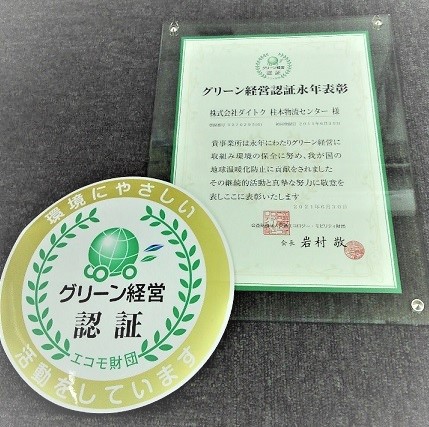 グリーン経営
認証
グリーン経営認証永年表彰
株式会社ダイトク 柱本物流センター 様
貴事業所は永年にわたりグリーン経営に
取組み環境の保全に努め、我が国の
地球温暖化防止に貢献をされました
その継続的活動と真摯な努力に敬意を
表しここに表彰いたします
会長 岩村 敬
環境にやさしい
グリーン経営
認証
エコモ財団
活動をしています